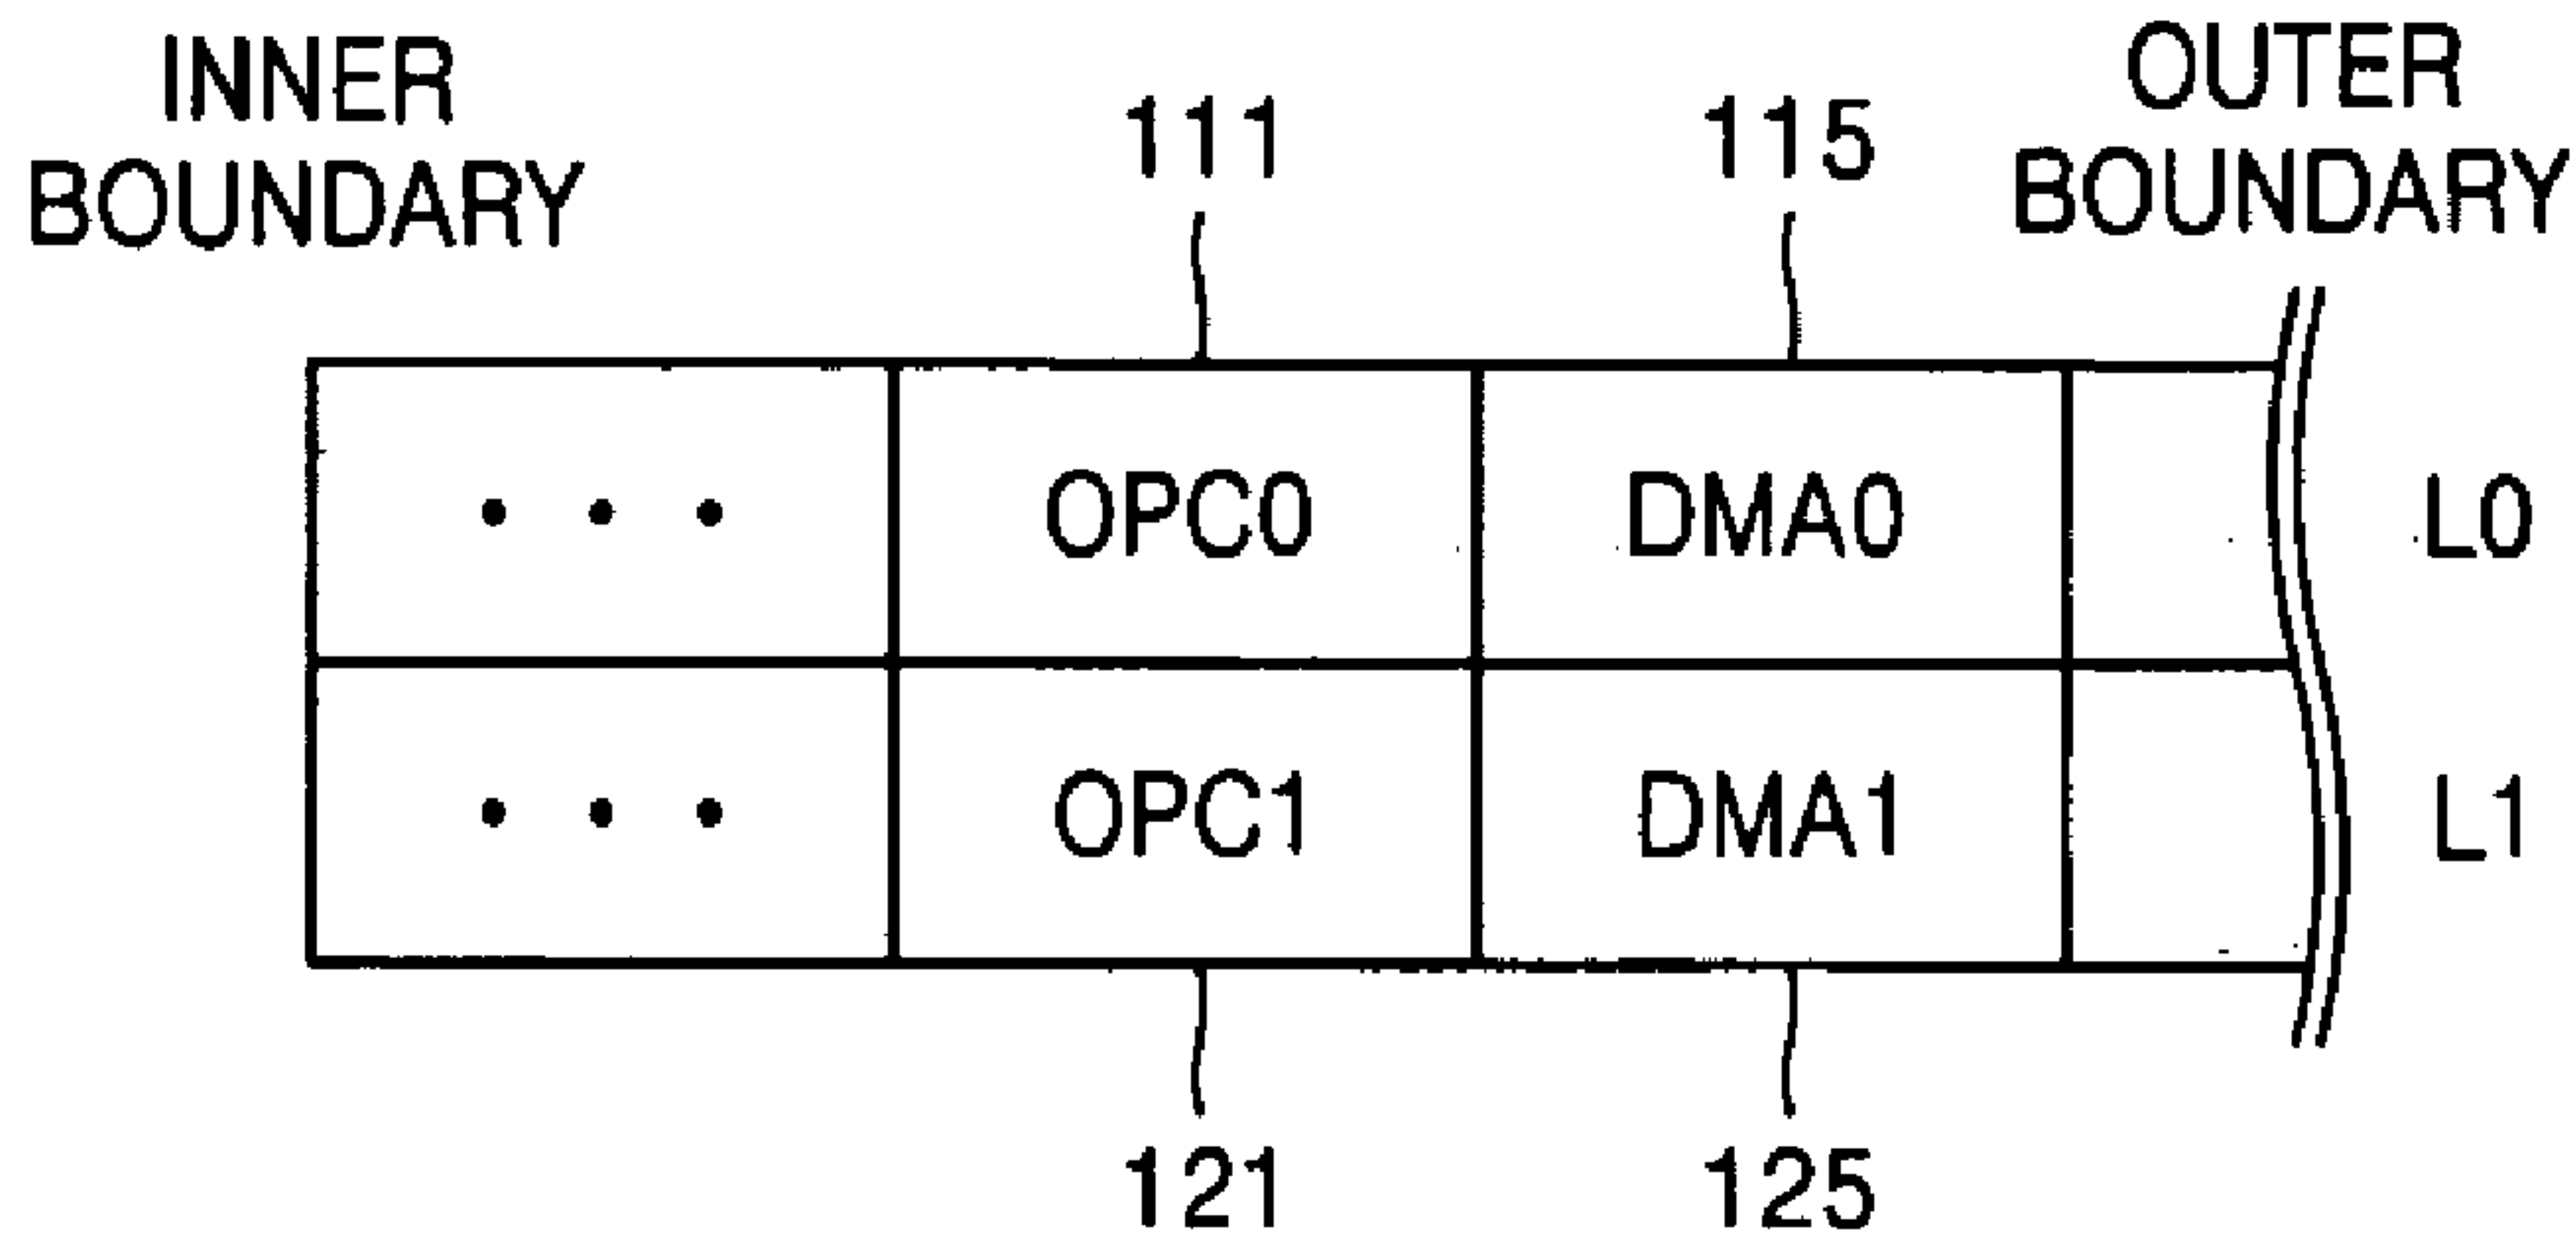 INNER
BOUNDARY
111
115
OUTER
BOUNDARY
• • •
OPC0
DMA0
L0
• • •
OPC1
DMA1
L1
121
125